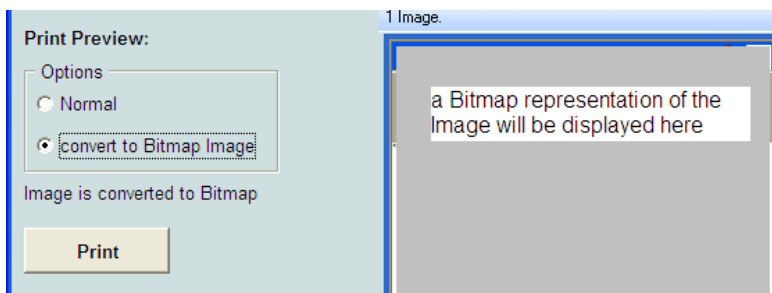 Print Preview:
Options
Normal
convert to Bitmap Image
Image is converted to Bitmap
Print
1 Image.
a Bitmap representation of the
Image will be displayed here